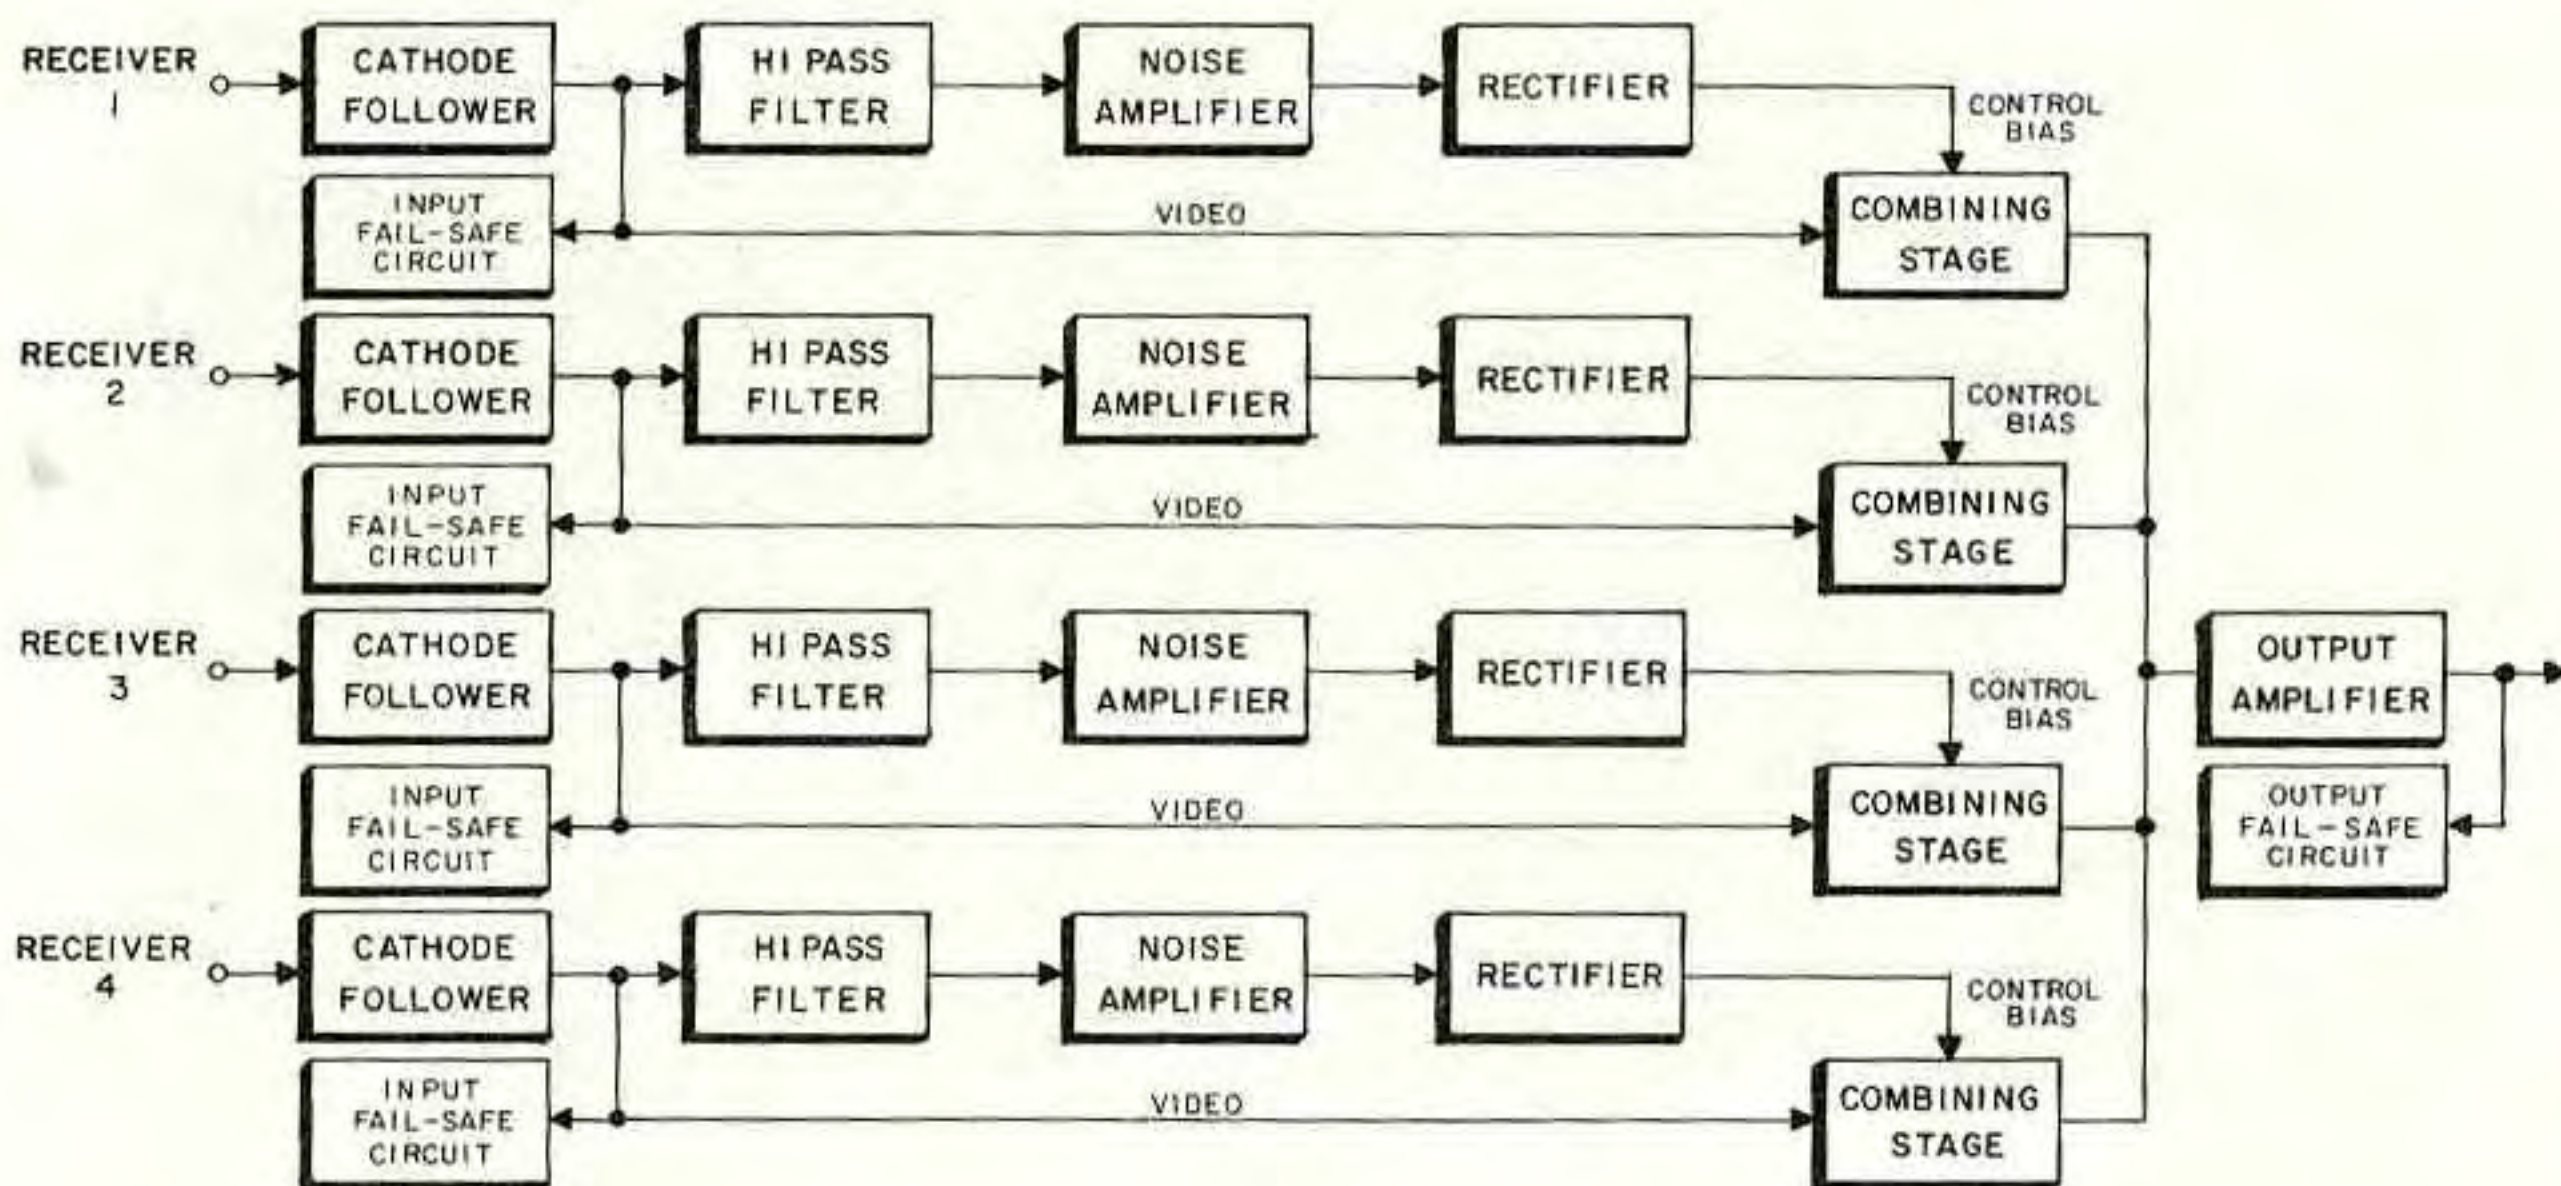 RECEIVER
1
CATHODE
FOLLOWER
HI PASS
FILTER
NOISE
AMPLIFIER
RECTIFIER
CONTROL
BIAS
INPUT
FAIL-SAFE
CIRCUIT
VIDEO
COMBINING
STAGE
RECEIVER
2
CATHODE
FOLLOWER
HI PASS
FILTER
NOISE
AMPLIFIER
RECTIFIER
CONTROL
BIAS
INPUT
FAIL-SAFE
CIRCUIT
VIDEO
COMBINING
STAGE
RECEIVER
3
CATHODE
FOLLOWER
HI PASS
FILTER
NOISE
AMPLIFIER
RECTIFIER
CONTROL
BIAS
OUTPUT
AMPLIFIER
INPUT
FAIL-SAFE
CIRCUIT
VIDEO
COMBINING
STAGE
OUTPUT
FAIL-SAFE
CIRCUIT
RECEIVER
4
CATHODE
FOLLOWER
HI PASS
FILTER
NOISE
AMPLIFIER
RECTIFIER
CONTROL
BIAS
INPUT
FAIL-SAFE
CIRCUIT
VIDEO
COMBINING
STAGE